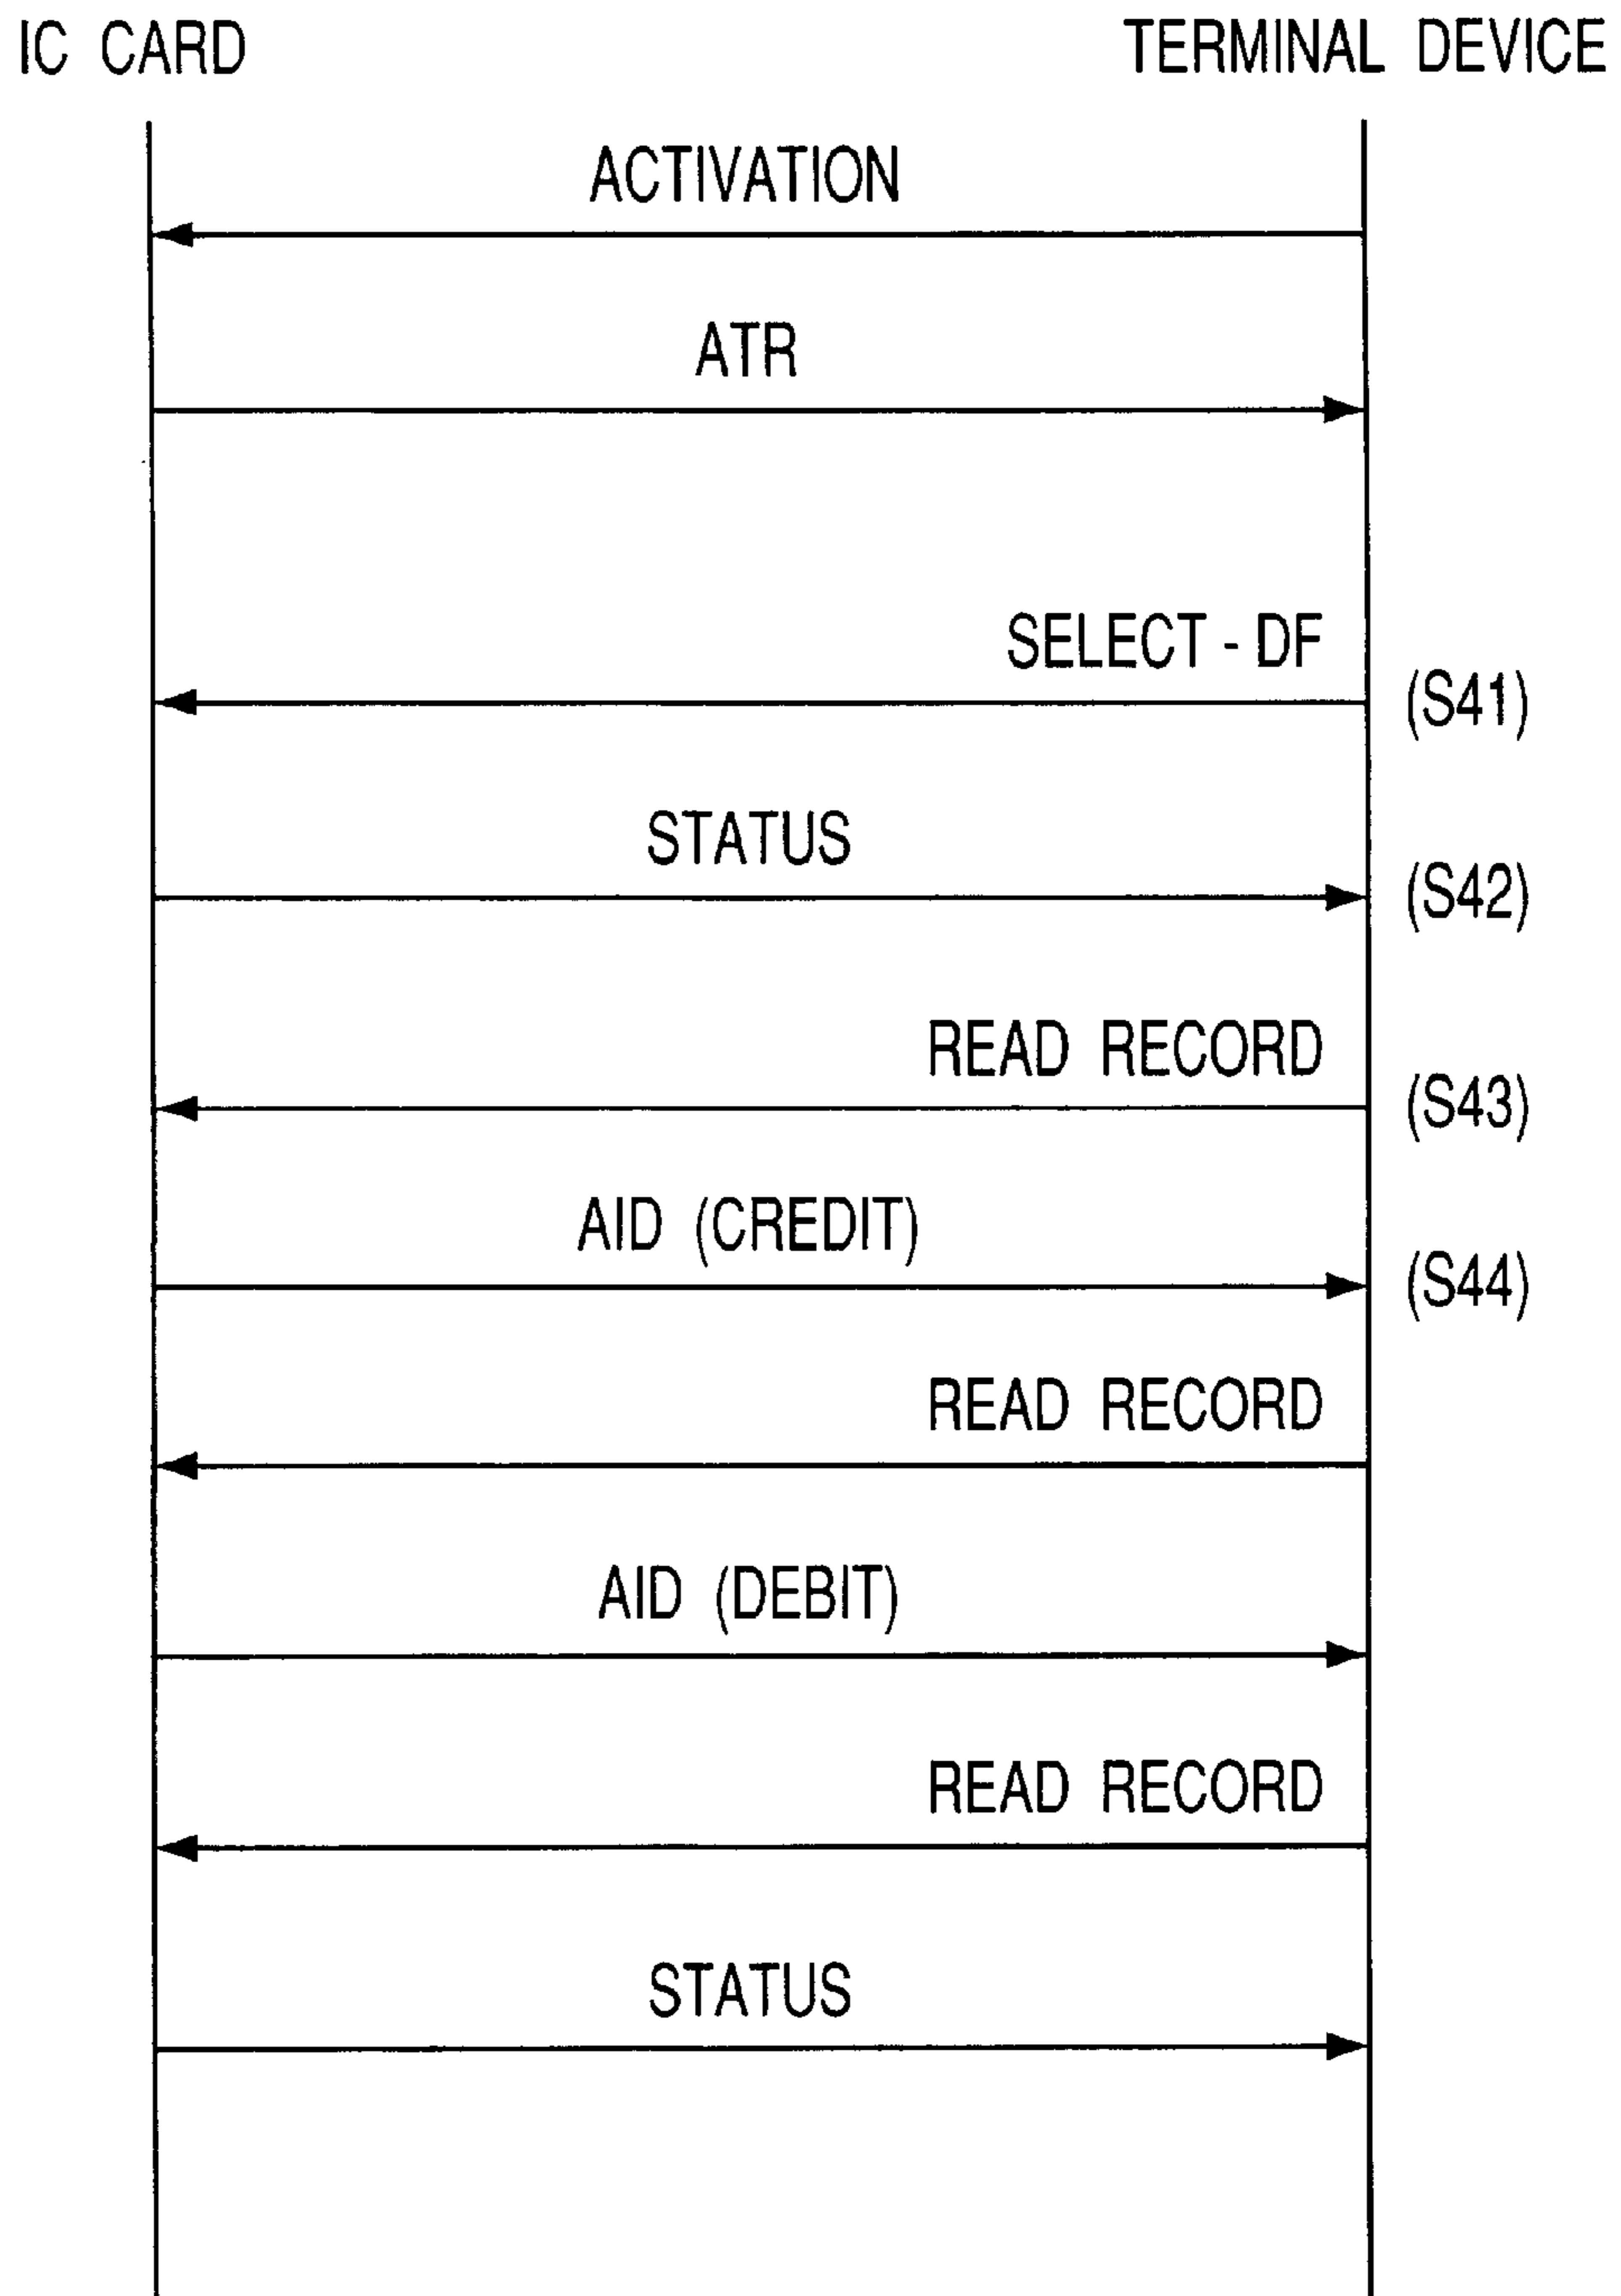 IC CARD
TERMINAL DEVICE
ACTIVATION
ATR
SELECT - DF
(S41)
STATUS
(S42)
READ RECORD
(S43)
AID (CREDIT)
(S44)
READ RECORD
AID (DEBIT)
READ RECORD
STATUS